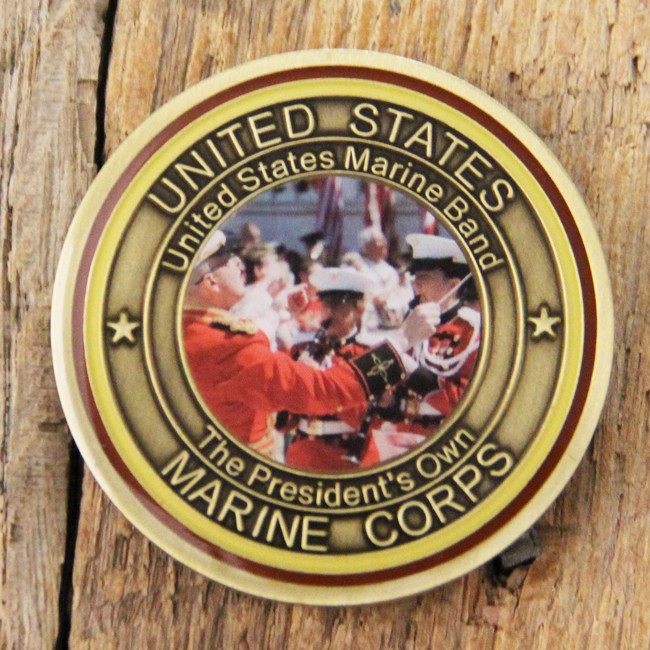 UNITED STATES
United States Marine Band
The President's Own
MARINE CORPS